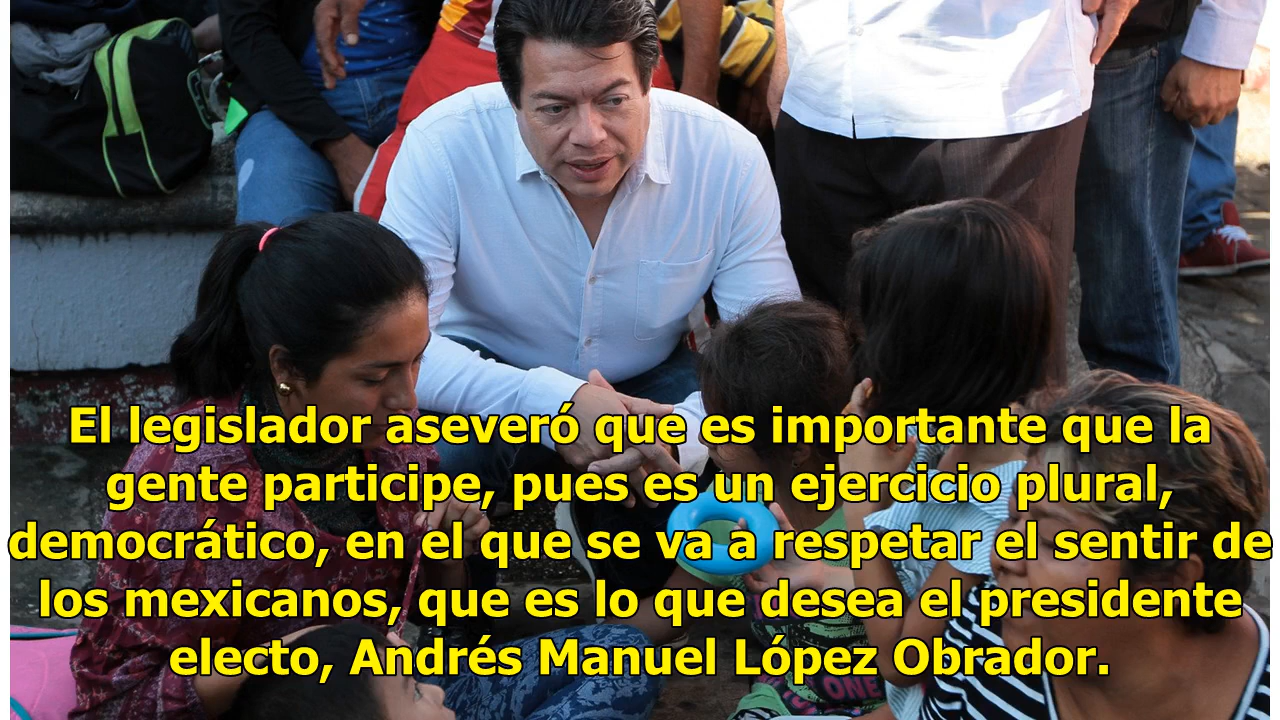 El legislador aseveró que es importante que la
gente participe, pues es un ejercicio plural,
democrático, en el que se va a respetar el sentir de
los mexicanos, que es lo que desea el presidente
electo, Andrés Manuel López Obrador.
ONE